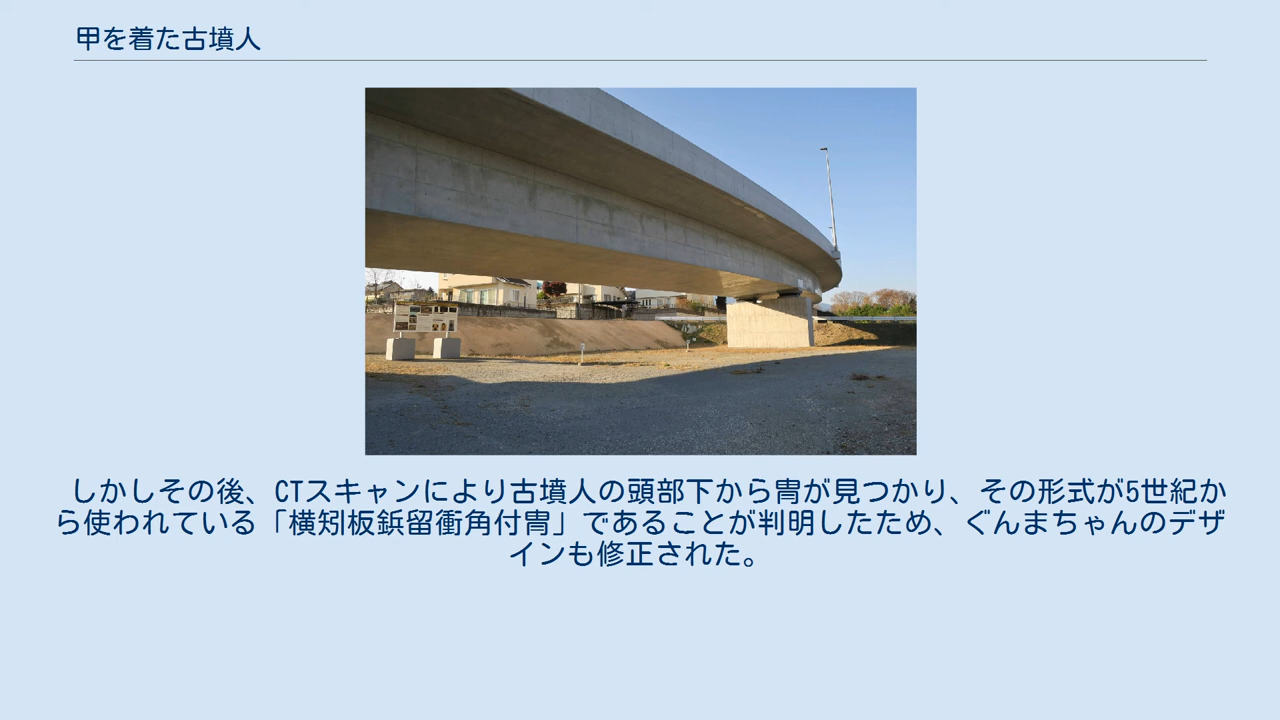 甲を着た古墳人
しかしその後、CTスキャンにより古墳人の頭部下から冑が見つかり、その形式が5世紀か
ら使われている「横矧板鋲留衝角付冑」であることが判明したため、ぐんまちゃんのデザ
インも修正された。